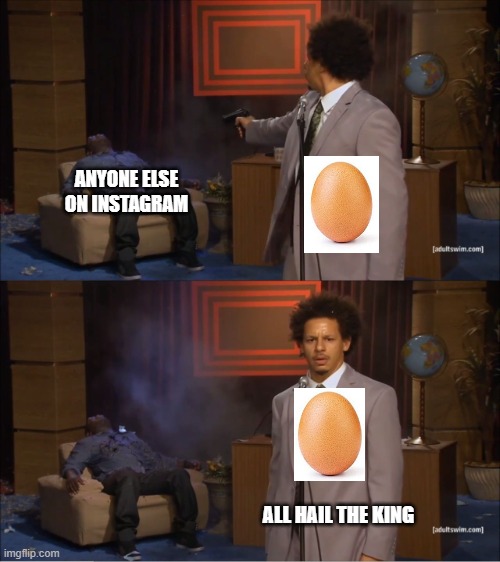 ANYONE ELSE
ON INSTAGRAM
[adultswim.com]
ALL HAIL THE KING
[adultswim.com]
imgflip.com